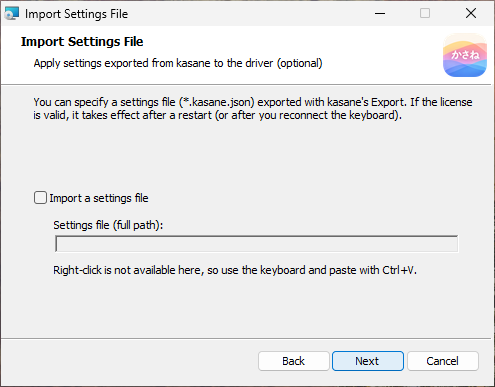 Import Settings File
Import Settings File
Apply settings exported from kasane to the driver (optional)
かさね
You can specify a settings file (*.kasane.json) exported with kasane's Export. If the license
is valid, it takes effect after a restart (or after you reconnect the keyboard).
Import a settings file
Settings file (full path):
Right-click is not available here, so use the keyboard and paste with Ctrl+V.
Back
Next
Cancel